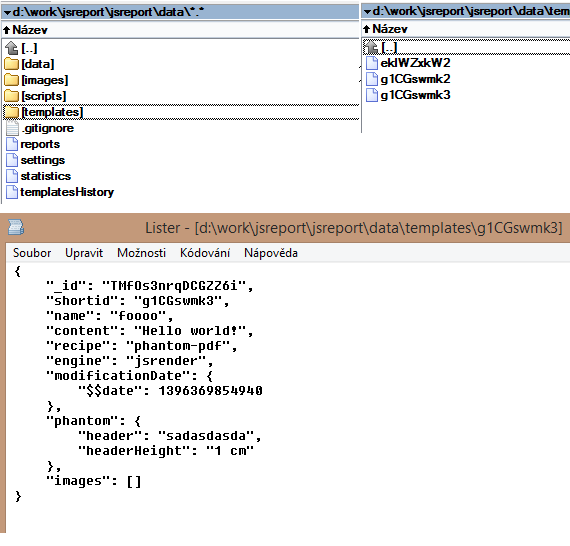 d:\work\jsreport\jsreport\data\*.*
Název
[..]
[data]
[images]
[scripts]
[templates]
.gitignore
reports
settings
statistics
templatesHistory
d:\work\jsreport\jsreport\data\tem
Název
[..]
eklWZxkW2
g1CGswmk2
g1CGswmk3
Lister - [d:\work\jsreport\jsreport\data\templates\g1CGswmk3]
Soubor Upravit Možnosti Kódování Nápověda
{
"_id": "TMfOs3nrqDCGZZ6i",
"shortid": "g1CGswmk3",
"name": "foooo",
"content": "Hello world!",
"recipe": "phantom-pdf",
"engine": "jsrender",
"modificationDate": {
"$$date": 1396369854940
},
"phantom": {
"header": "sadasdasda",
"headerHeight": "1 cm"
},
"images": []
}